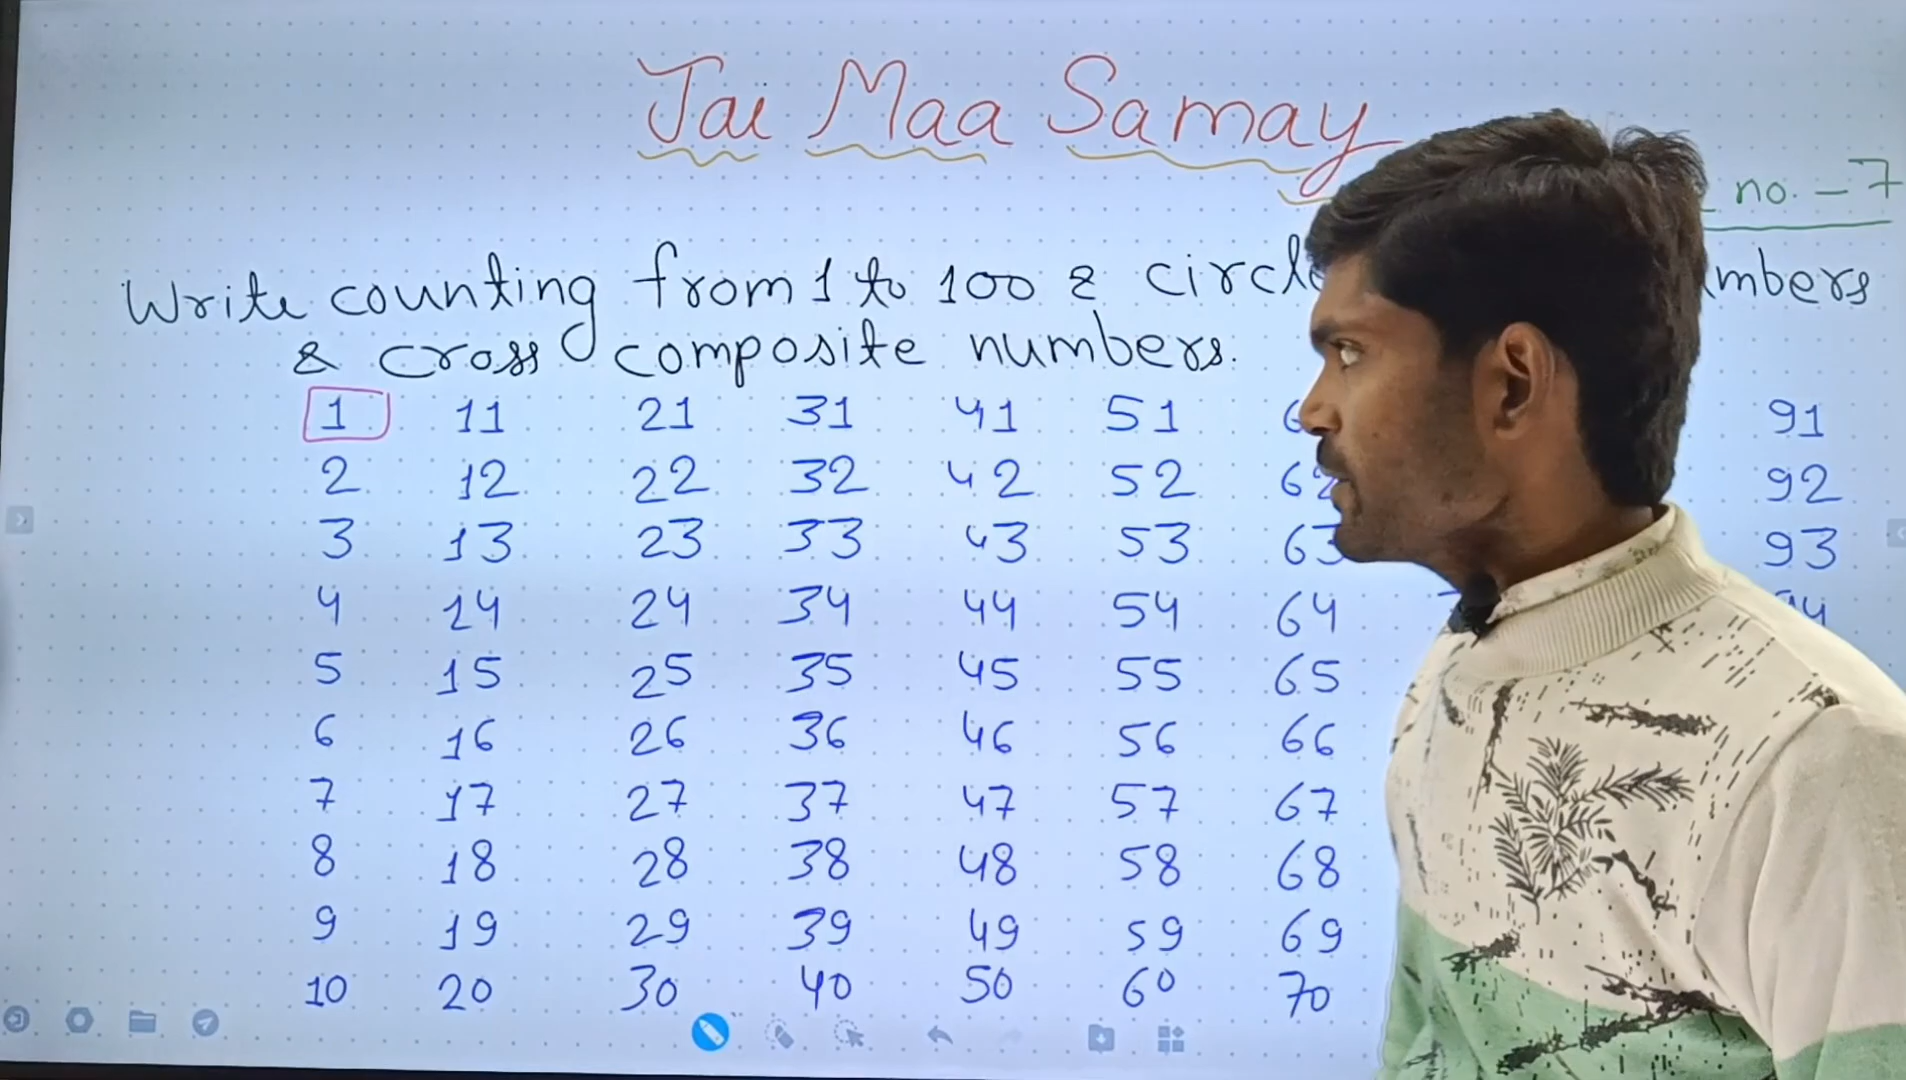 Jai Maa Samay
no. – 7
Write counting from 1 to 100 & circle mbers
& cross composite numbers.
1 11 21 31 41 51 91
2 12 22 32 42 52 62 92
3 13 23 33 43 53 63 93
4 14 24 34 44 54 64
5 15 25 35 45 55 65
6 16 26 36 46 56 66
7 17 27 37 47 57 67
8 18 28 38 48 58 68
9 19 29 39 49 59 69
10 20 30 40 50 60 70